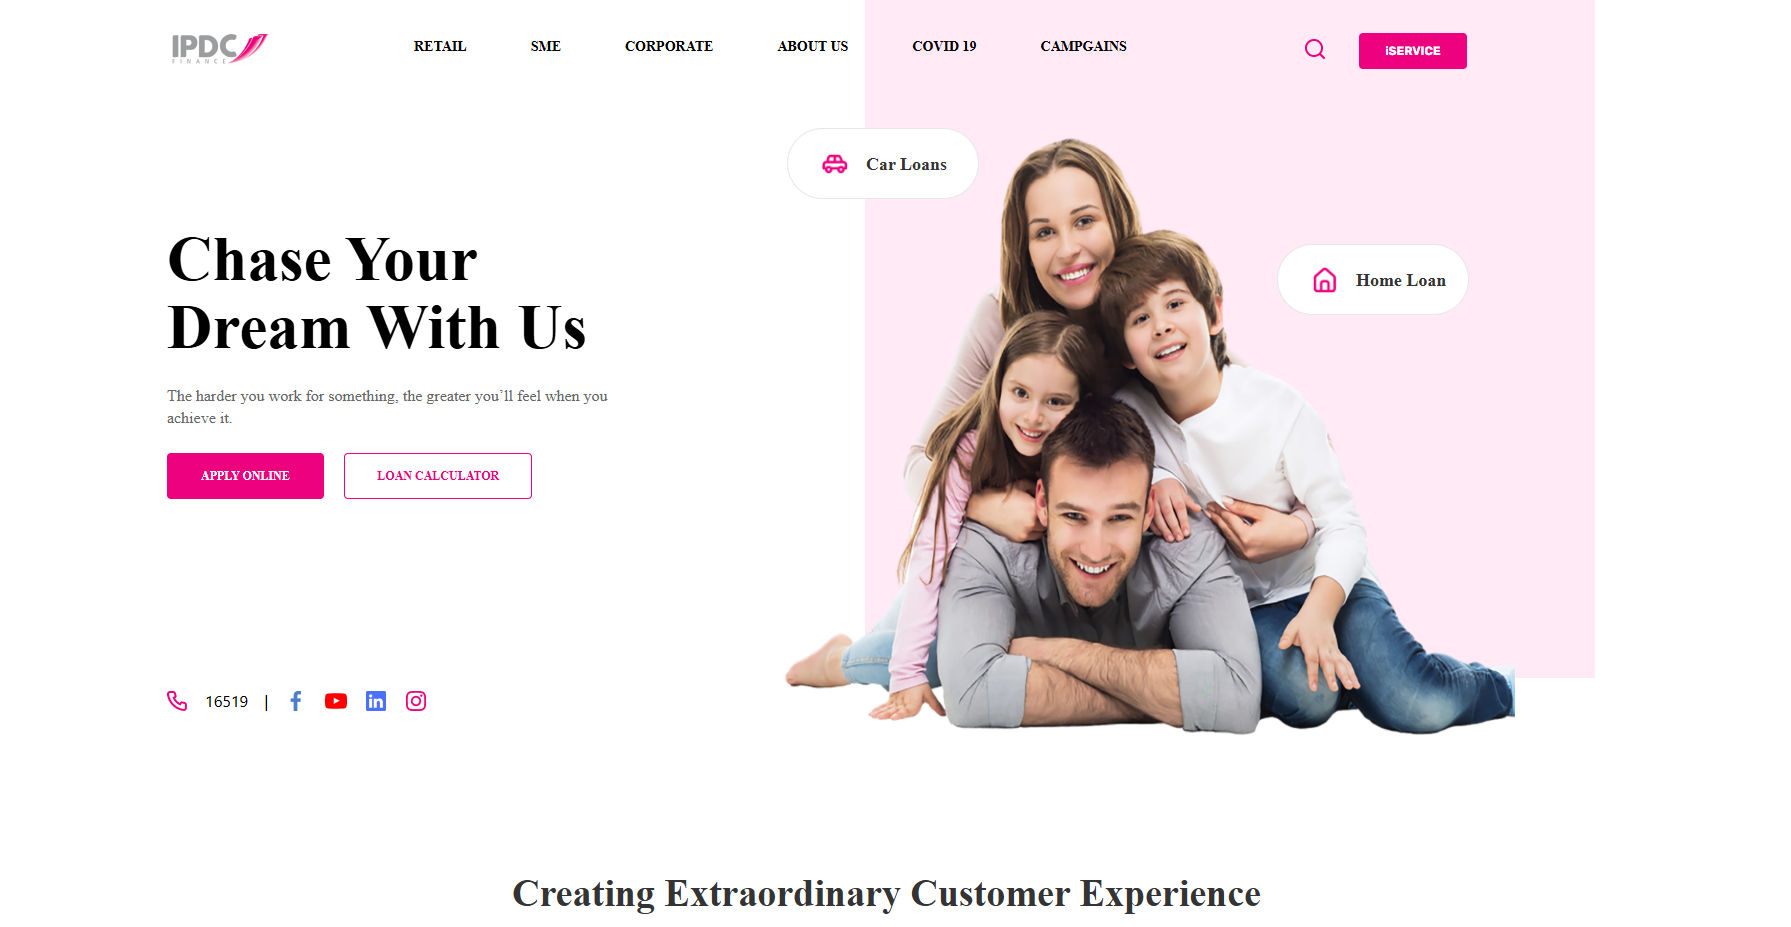 IPDC
FINANCE
RETAIL SME CORPORATE ABOUT US COVID 19 CAMPGAINS iSERVICE
Car Loans
Home Loan
Chase Your
Dream With Us
The harder you work for something, the greater you’ll feel when you
achieve it.
APPLY ONLINE LOAN CALCULATOR
16519 |
Creating Extraordinary Customer Experience